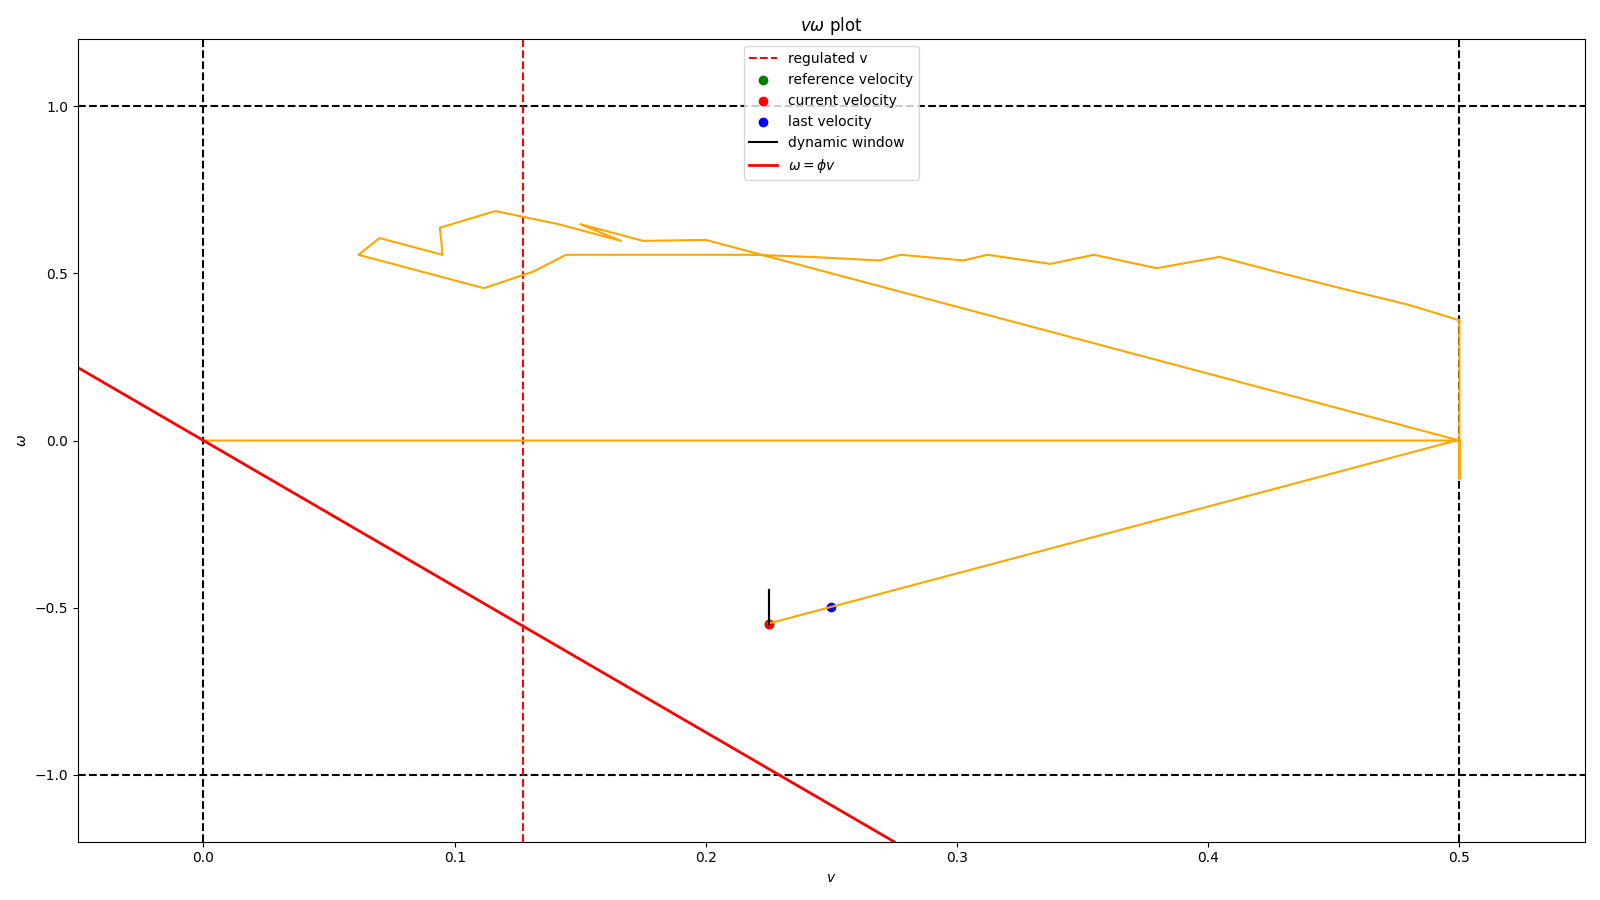 vω plot
regulated v
reference velocity
current velocity
last velocity
dynamic window
ω = ϕv
1.0
0.5
0.0
−0.5
−1.0
ω
0.0 0.1 0.2 0.3 0.4 0.5
v